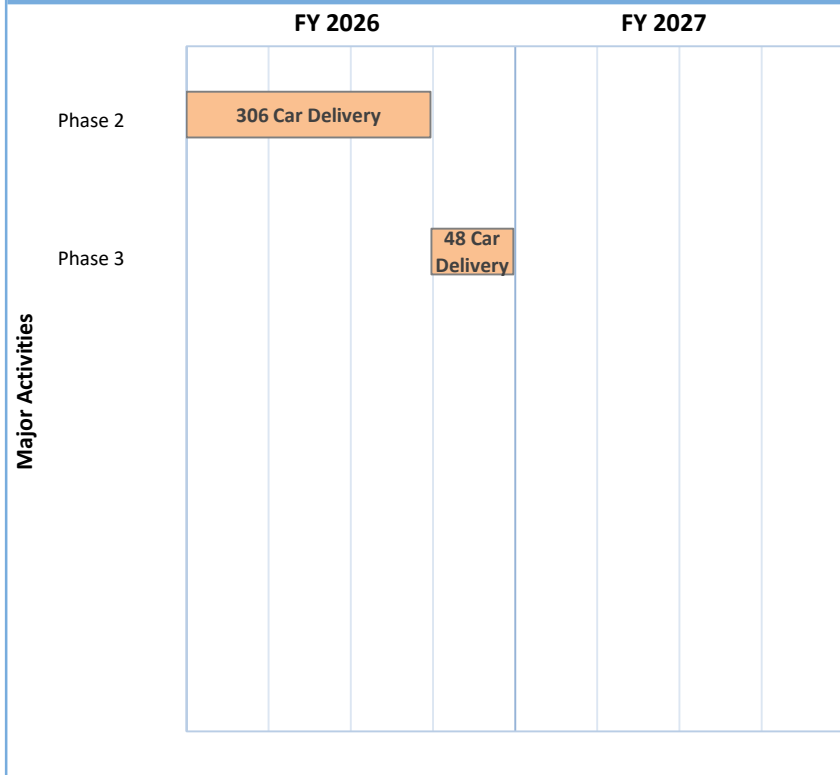 FY 2026
FY 2027
Phase 2
306 Car Delivery
Phase 3
48 Car
Delivery
Major Activities